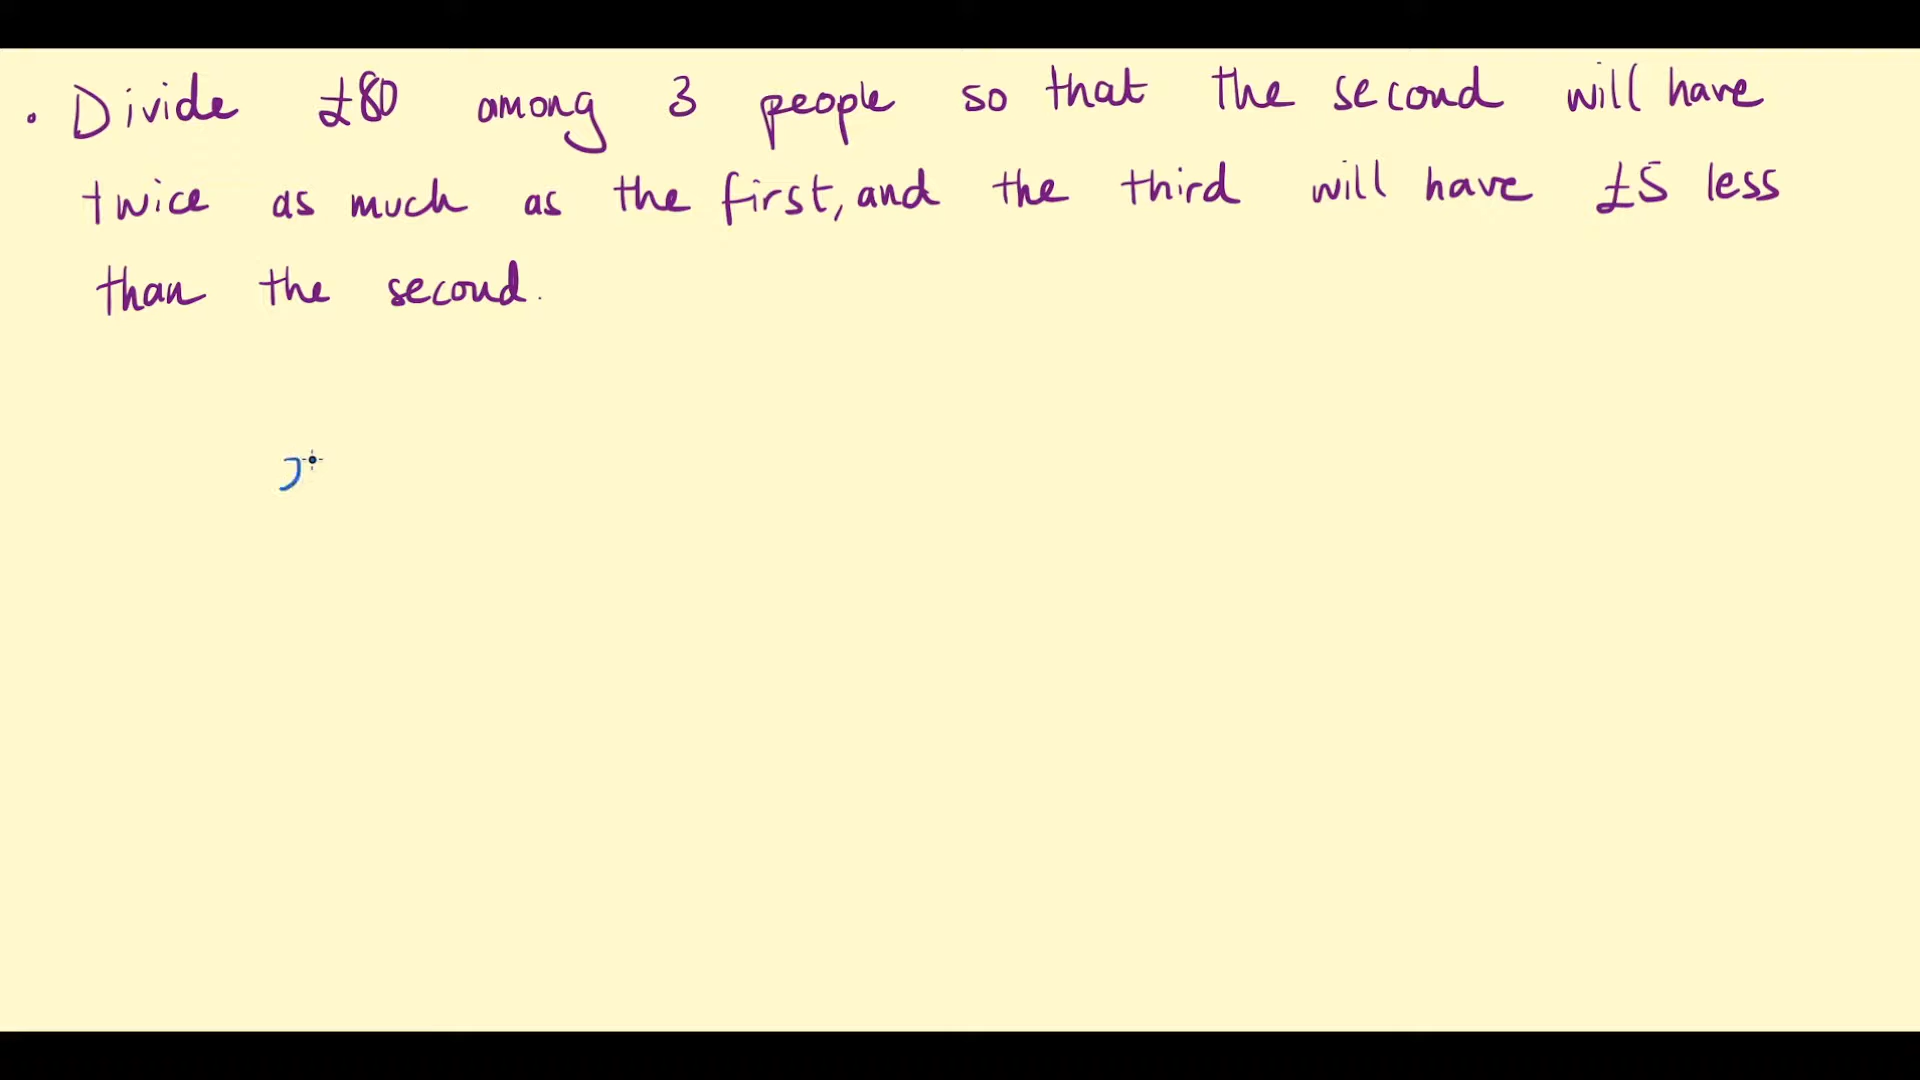 . Divide £80 among 3 people so that the second will have
twice as much as the first, and the third will have £5 less
than the second.